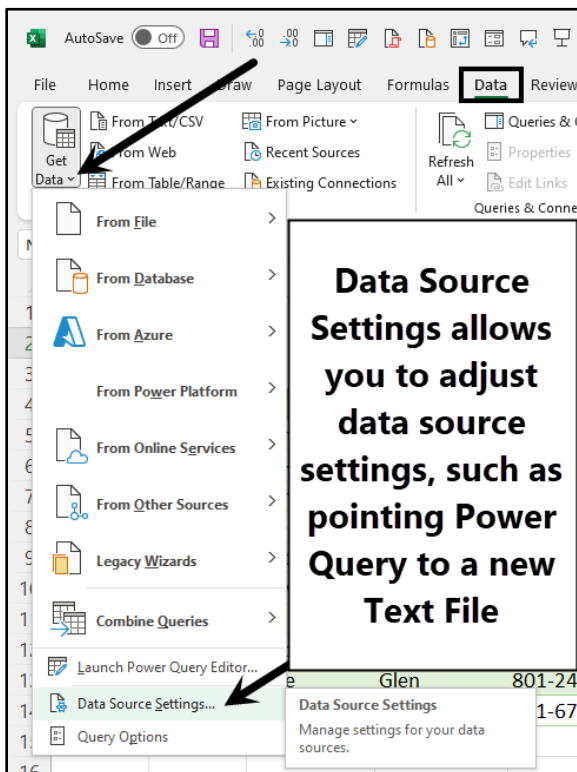 AutoSave Off
File Home Insert Draw Page Layout Formulas Data Review
From Text/CSV From Picture
From Web Recent Sources
From Table/Range Existing Connections
Get
Data
Refresh
All
Queries &
Properties
Edit Links
Queries & Conne
From File
From Database
From Azure
From Power Platform
From Online Services
From Other Sources
Legacy Wizards
Combine Queries
Launch Power Query Editor...
Data Source Settings...
Query Options
Data Source
Settings allows
you to adjust
data source
settings, such as
pointing Power
Query to a new
Text File
Glen 801-24
1-67
Data Source Settings
Manage settings for your data
sources.